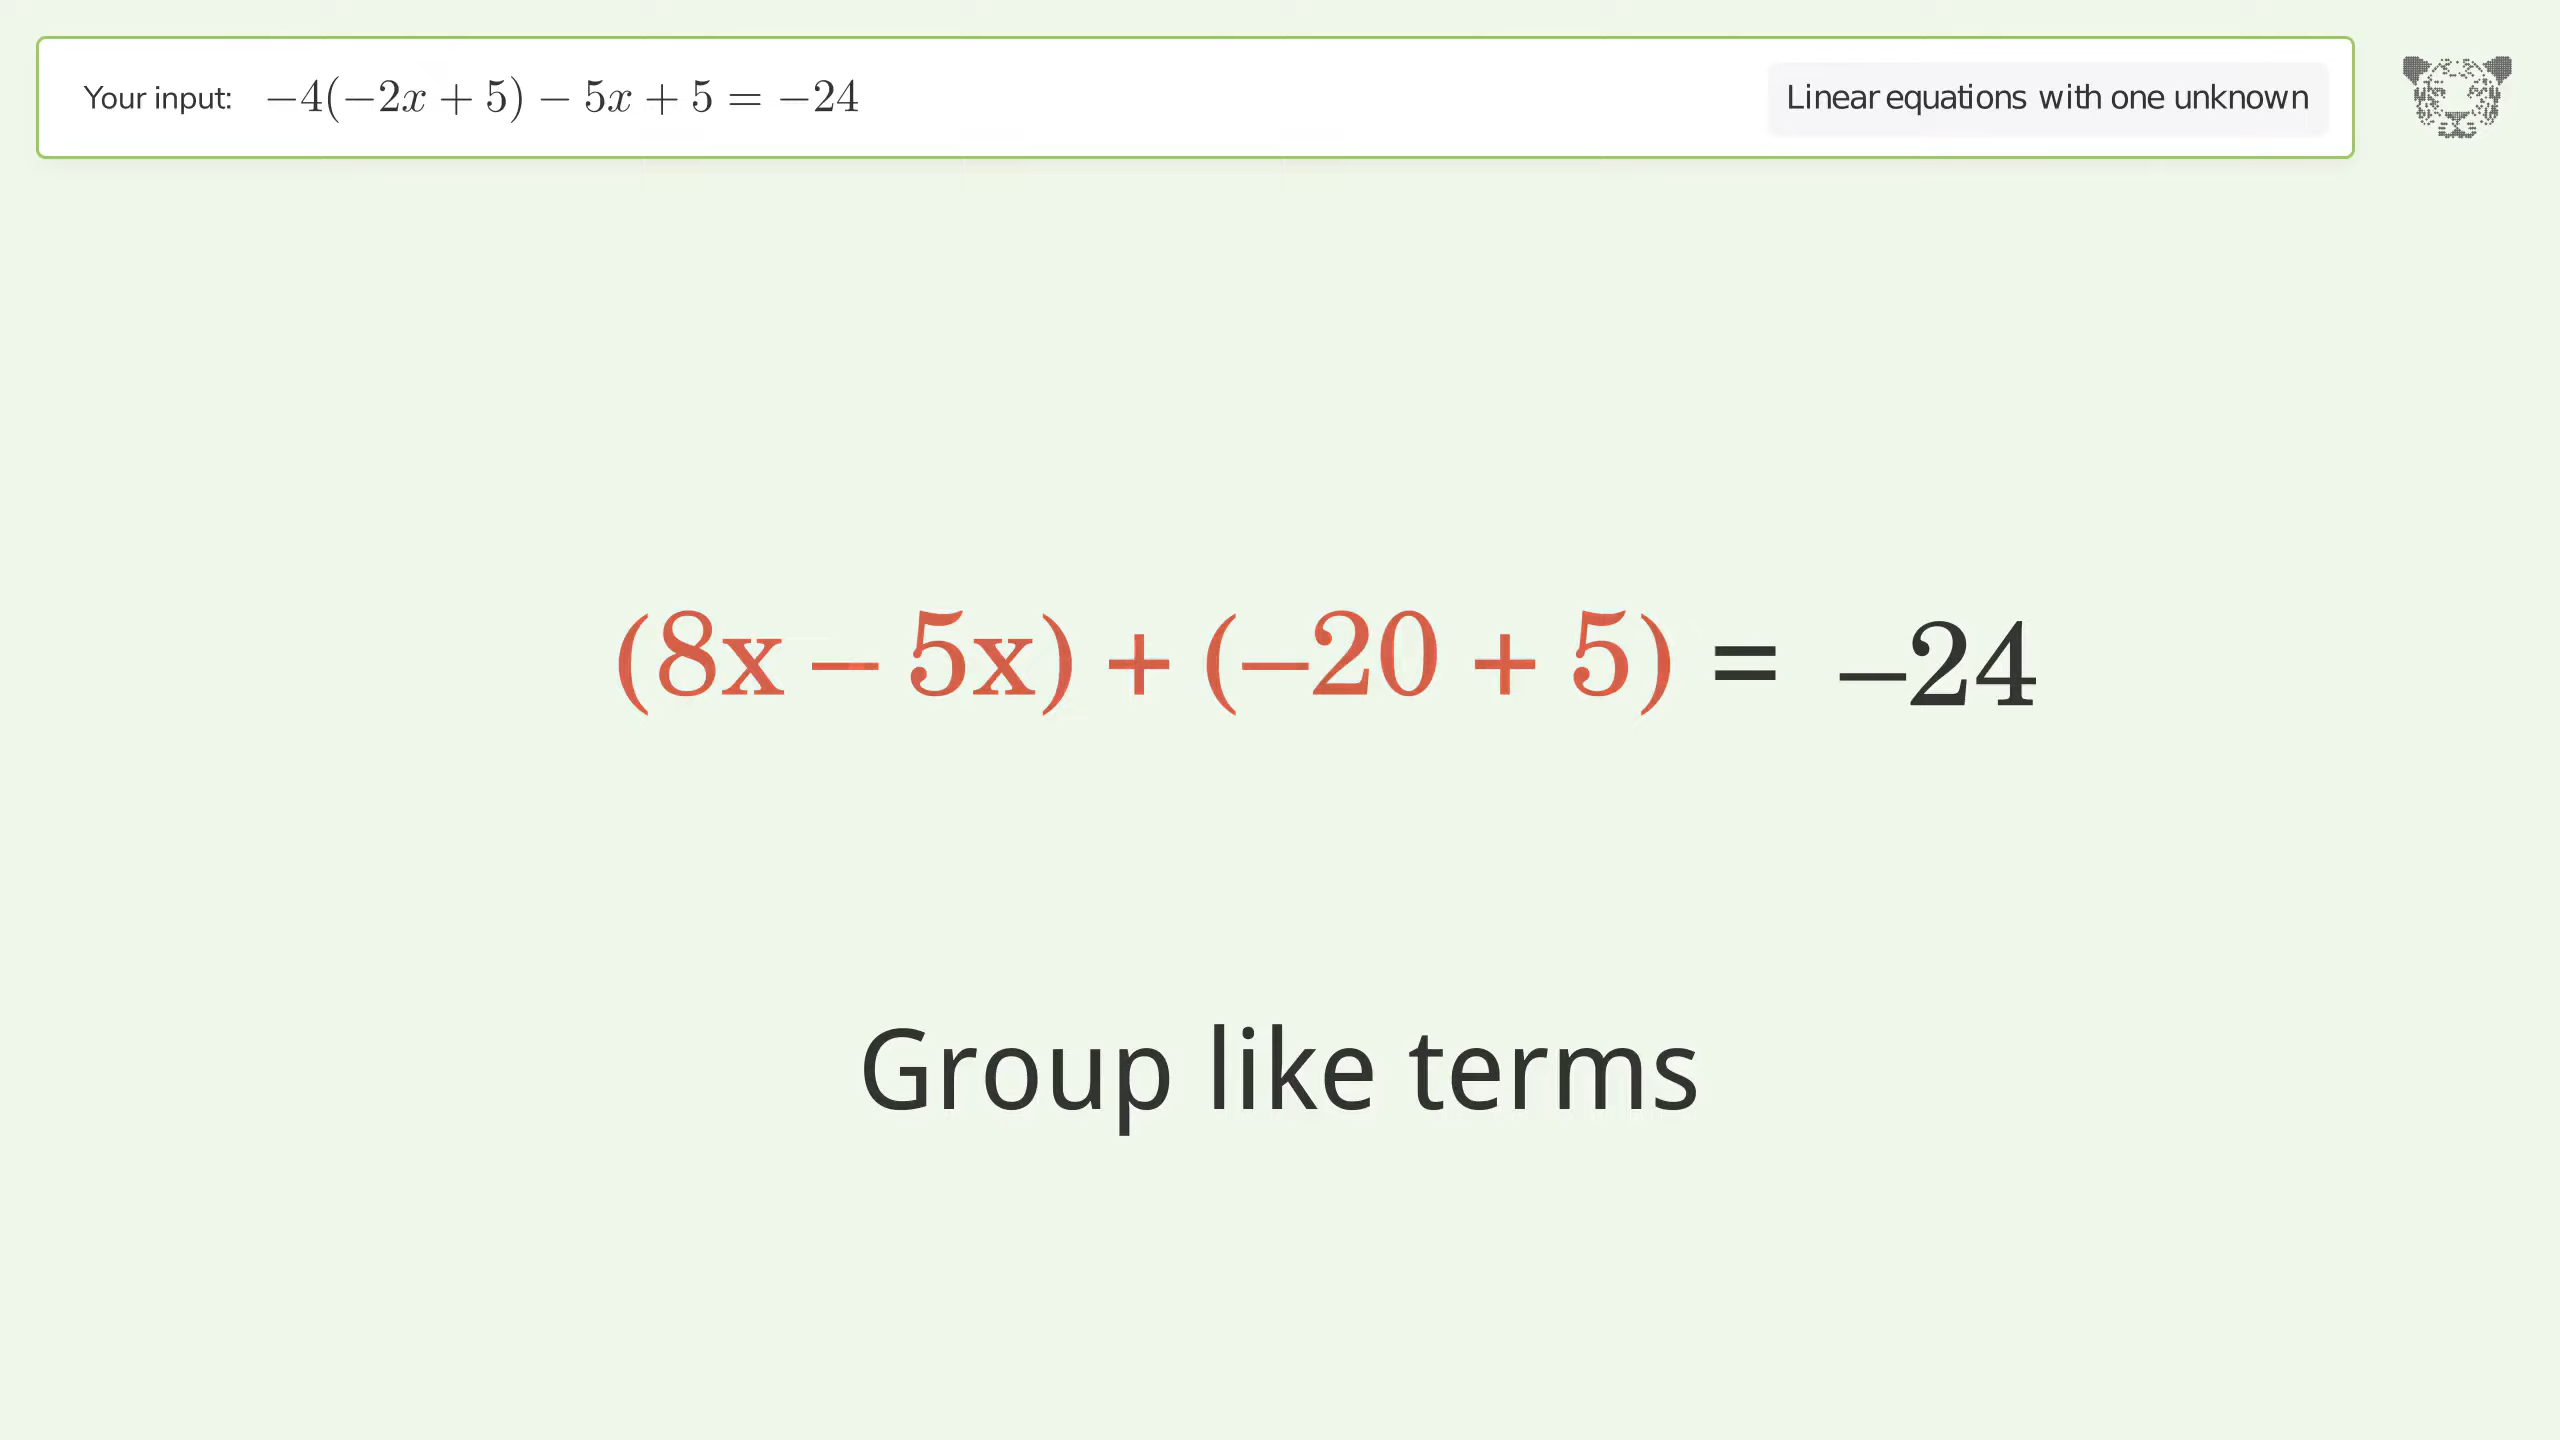 Your input: −4(−2x + 5) − 5x + 5 = −24
Linear equations with one unknown
(8x – 5x) + (–20 + 5) = –24
Group like terms